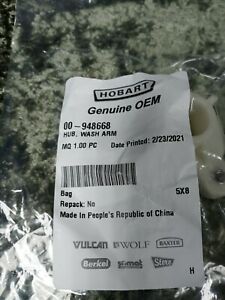 HOBART
Genuine OEM
00-948668
HUB, WASH ARM
MQ 1.00 PC Date Printed: 2/23/2021
Bag 5X8
Repack: No
Made In People's Republic of China
VULCAN WOLF BAXTER
Berkel Stero
H